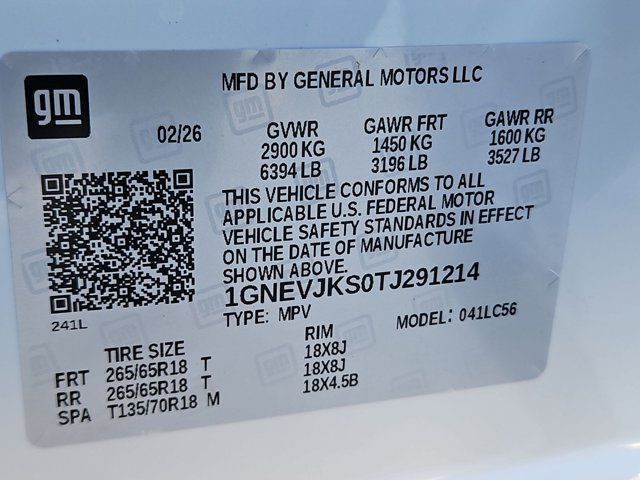 gm
MFD BY GENERAL MOTORS LLC
02/26
GVWR
2900 KG
6394 LB
GAWR FRT
1450 KG
3196 LB
GAWR RR
1600 KG
3527 LB
THIS VEHICLE CONFORMS TO ALL
APPLICABLE U.S. FEDERAL MOTOR
VEHICLE SAFETY STANDARDS IN EFFECT
ON THE DATE OF MANUFACTURE
SHOWN ABOVE.
1GNEVJKS0TJ291214
241L
TYPE: MPV
MODEL: 041LC56
TIRE SIZE
RIM
FRT 265/65R18 T 18X8J
RR 265/65R18 T 18X8J
SPA T135/70R18 M 18X4.5B